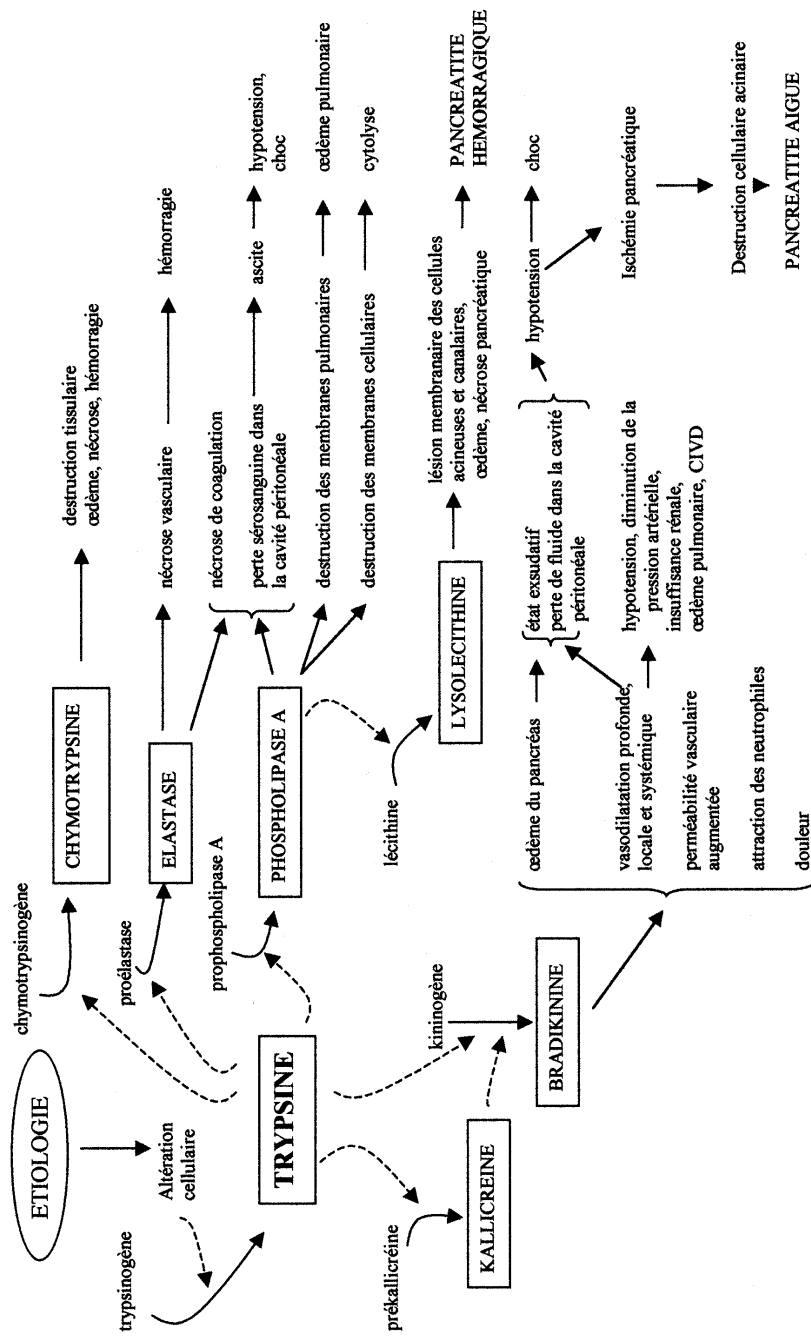 ETIOLOGIE
Altération
cellulaire
trypsinogène
TRYPSINE
prékallicréine
KALLICREINE
chymotrypsinogène
CHYMOTRYPSINE
destruction tissulaire
œdème, nécrose, hémorragie
proélastase
ELASTASE
nécrose vasculaire
hémorragie
nécrose de coagulation
prophospholipase A
PHOSPHOLIPASE A
perte sérosanguine dans
la cavité péritonéale
ascite
hypotension,
choc
destruction des membranes pulmonaires
œdème pulmonaire
destruction des membranes cellulaires
cytolyse
lécithine
LYSOLECITHINE
lésion membranaire des cellules
acineuses et canalaires,
œdème, nécrose pancréatique
PANCREATITE
HEMORRAGIQUE
kininogène
BRADIKININE
œdème du pancréas
état exsudatif
perte de fluide dans la cavité
péritonéale
hypotension
choc
vasodilatation profonde,
locale et systémique
hypotension, diminution de la
pression artérielle,
insuffisance rénale,
œdème pulmonaire, CIVD
Ischémie pancréatique
perméabilité vasculaire
augmentée
attraction des neutrophiles
douleur
Destruction cellulaire acinaire
PANCREATITE AIGUE